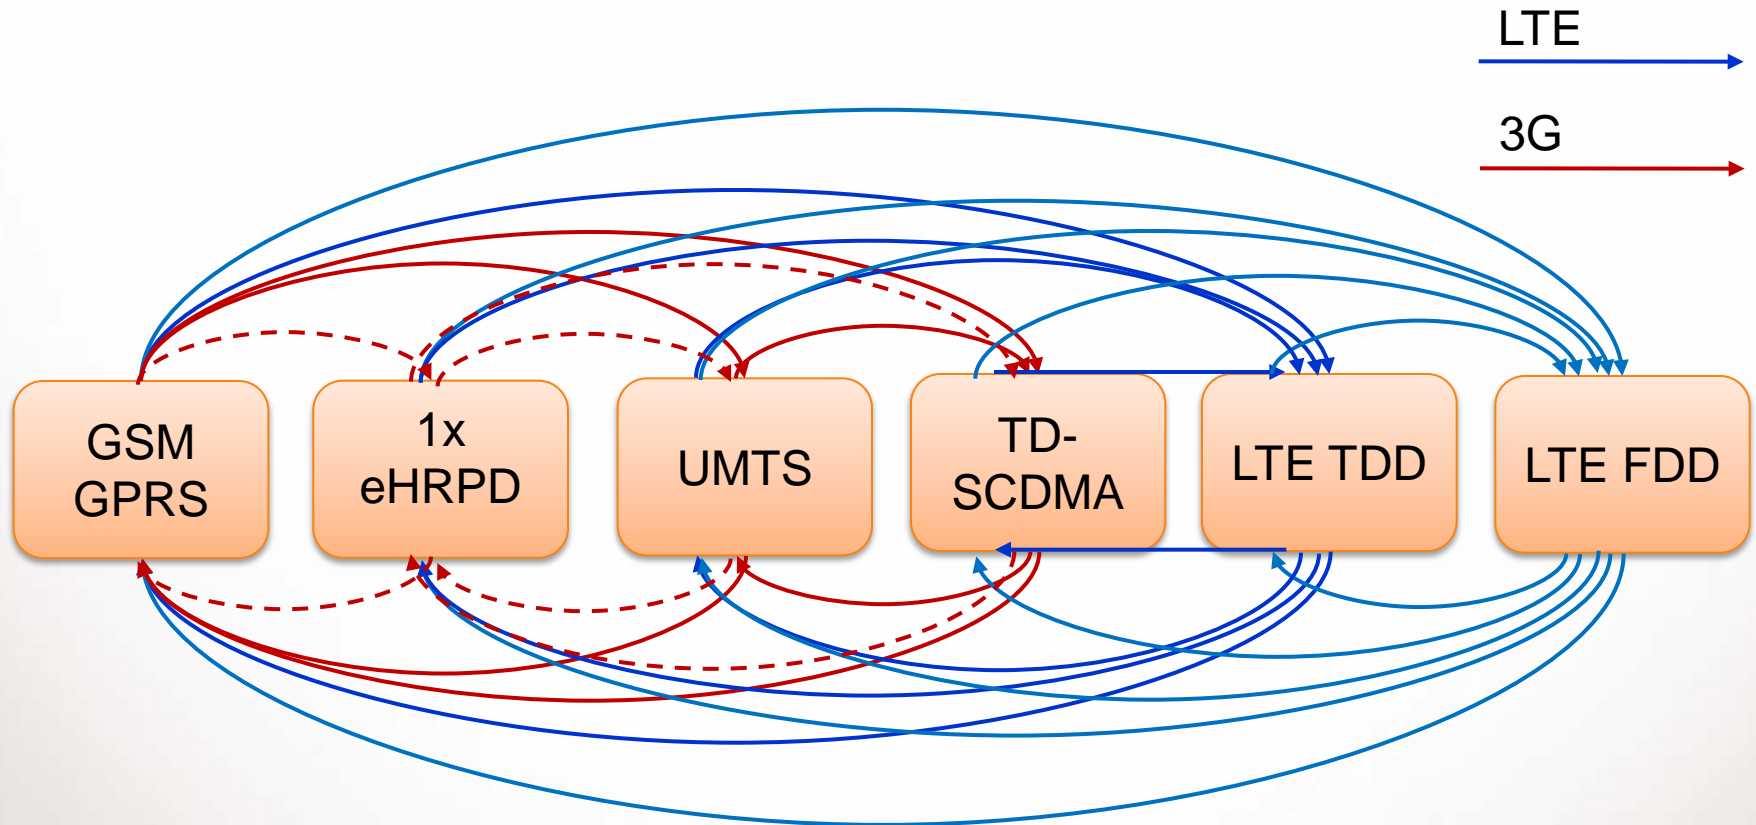 LTE
3G
GSM
GPRS
1x
eHRPD
UMTS
TD-
SCDMA
LTE TDD
LTE FDD